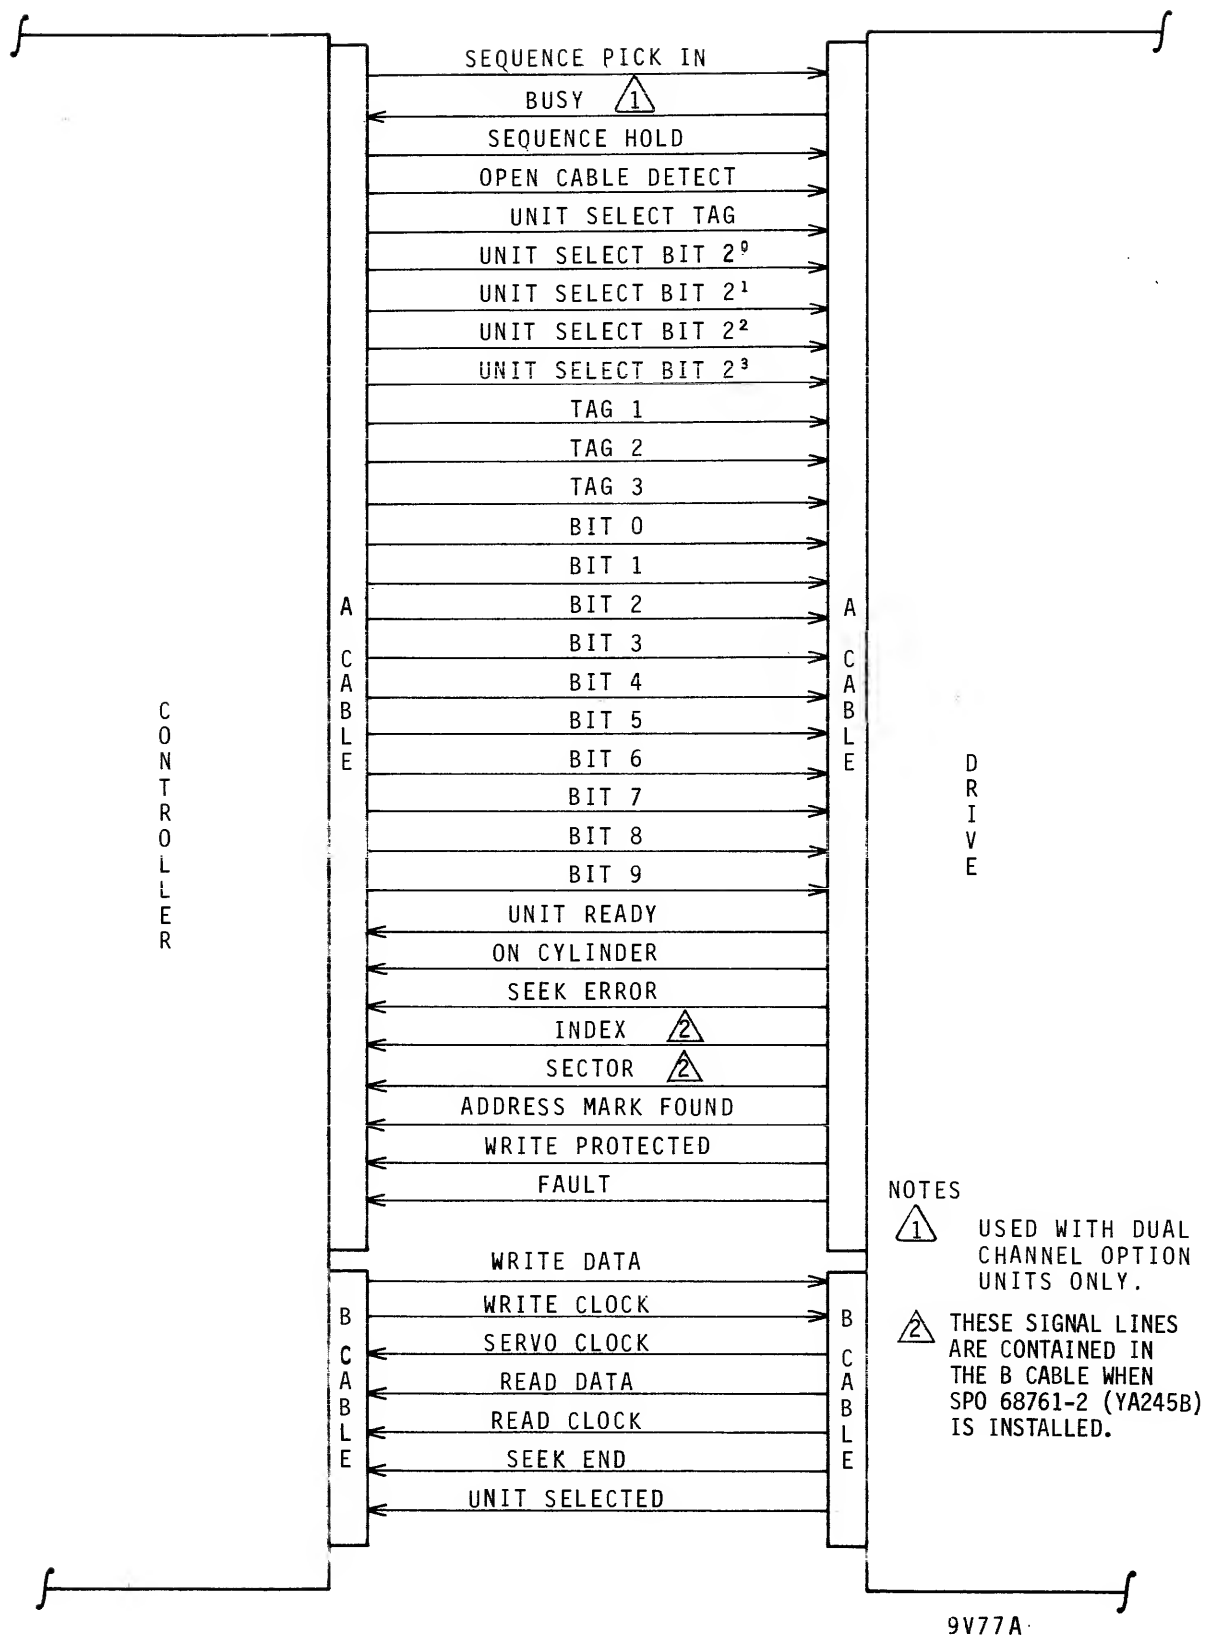 SEQUENCE PICK IN
BUSY 1
SEQUENCE HOLD
OPEN CABLE DETECT
UNIT SELECT TAG
UNIT SELECT BIT 2⁰
UNIT SELECT BIT 2¹
UNIT SELECT BIT 2²
UNIT SELECT BIT 2³
TAG 1
TAG 2
TAG 3
BIT 0
BIT 1
BIT 2
BIT 3
BIT 4
BIT 5
BIT 6
BIT 7
BIT 8
BIT 9
UNIT READY
ON CYLINDER
SEEK ERROR
INDEX 2
SECTOR 2
ADDRESS MARK FOUND
WRITE PROTECTED
FAULT
CONTROLLER
A CABLE
A CABLE
DRIVE
WRITE DATA
WRITE CLOCK
SERVO CLOCK
READ DATA
READ CLOCK
SEEK END
UNIT SELECTED
B CABLE
B CABLE
NOTES
1 USED WITH DUAL
CHANNEL OPTION
UNITS ONLY.
2 THESE SIGNAL LINES
ARE CONTAINED IN
THE B CABLE WHEN
SPO 68761-2 (YA245B)
IS INSTALLED.
9V77A